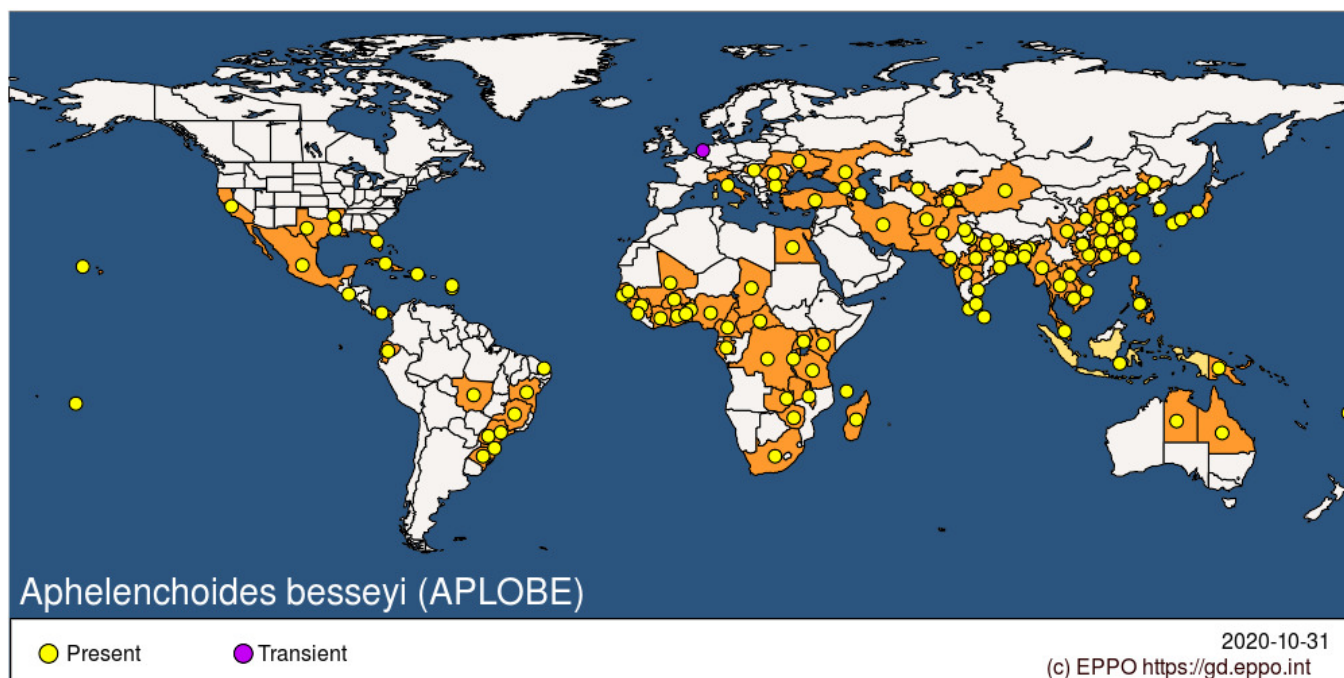 Aphelenchoides besseyi (APLOBE)
Present
Transient
2020-10-31
(c) EPPO https://gd.eppo.int